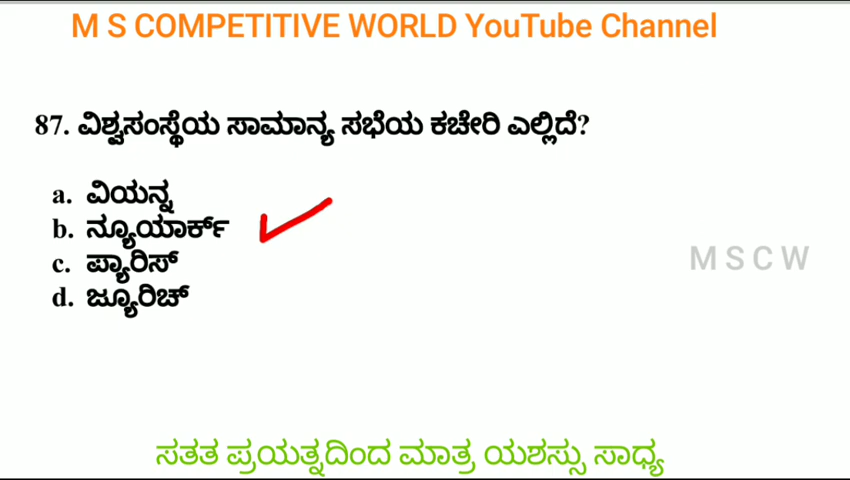 M S COMPETITIVE WORLD YouTube Channel
87. ವಿಶ್ವಸಂಸ್ಥೆಯ ಸಾಮಾನ್ಯ ಸಭೆಯ ಕಚೇರಿ ಎಲ್ಲಿದೆ?
a. ವಿಯನ್ನ
b. ನ್ಯೂಯಾರ್ಕ್
c. ಪ್ಯಾರಿಸ್
d. ಜ್ಯೂರಿಚ್
M S C W
ಸತತ ಪ್ರಯತ್ನದಿಂದ ಮಾತ್ರ ಯಶಸ್ಸು ಸಾಧ್ಯ